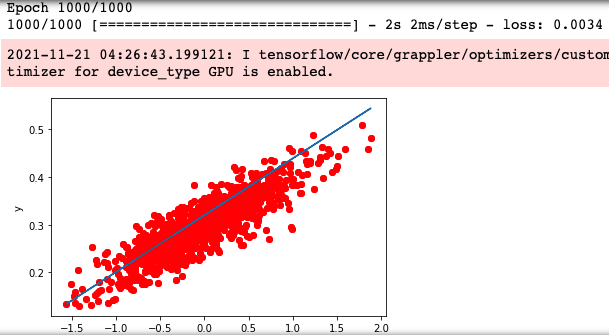 Epoch 1000/1000
1000/1000 [==============================] - 2s 2ms/step - loss: 0.0034
2021-11-21 04:26:43.199121: I tensorflow/core/grappler/optimizers/custom
timizer for device_type GPU is enabled.
0.5
0.4
0.3
0.2
y
−1.5 −1.0 −0.5 0.0 0.5 1.0 1.5 2.0